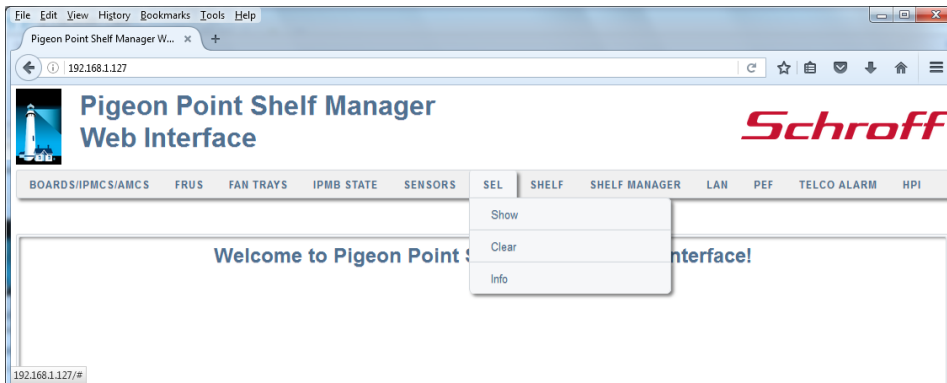 File Edit View History Bookmarks Tools Help
Pigeon Point Shelf Manager W... × +
192.168.1.127
Pigeon Point Shelf Manager
Web Interface
Schroff
BOARDS/IPMCS/AMCS FRUS FAN TRAYS IPMB STATE SENSORS SEL SHELF SHELF MANAGER LAN PEF TELCO ALARM HPI
Show
Clear
Welcome to Pigeon Point nterface!
Info
192.168.1.127/#